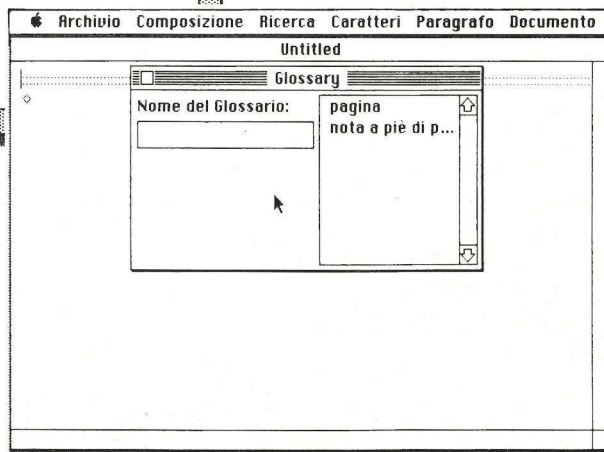 Archivio Composizione Ricerca Caratteri Paragrafo Documento
Untitled
Glossary
Nome del Glossario:
pagina
nota a piè di p...